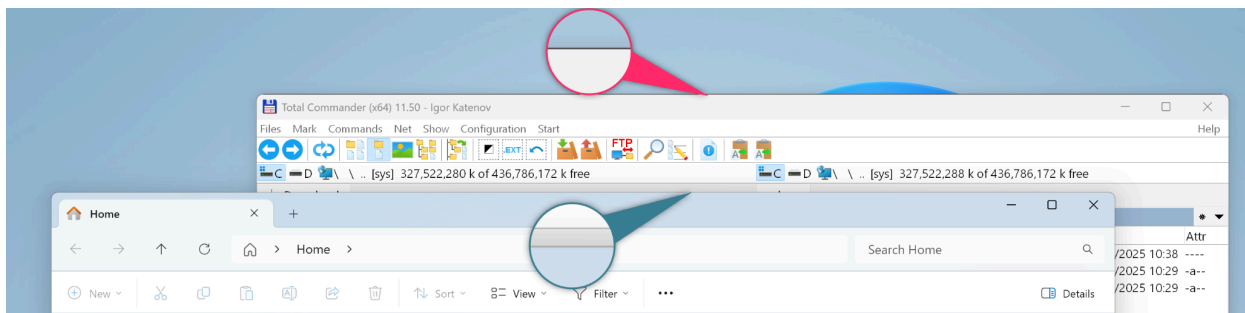 Total Commander (x64) 11.50 - Igor Katenov
Files Mark Commands Net Show Configuration Start Help
.EXT FTP A A
C D \ \ .. [sys] 327,522,280 k of 436,786,172 k free C D \ \ .. [sys] 327,522,288 k of 436,786,172 k free
Home
* 
Attr
Home Search Home
/2025 10:38 ----
/2025 10:29 -a--
New A Sort View Filter ... Details
/2025 10:29 -a--